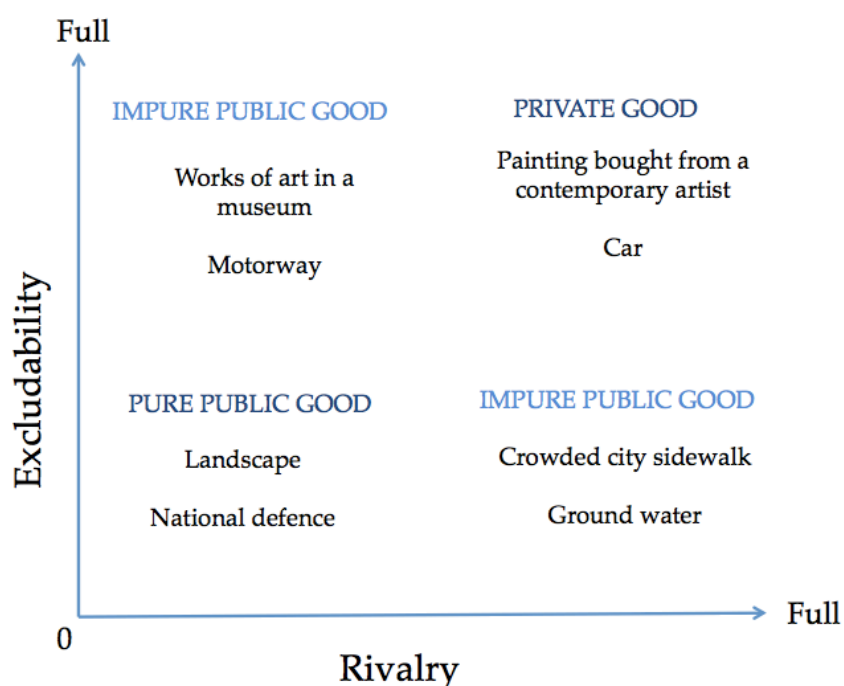 Full
IMPURE PUBLIC GOOD
PRIVATE GOOD
Works of art in a
museum
Painting bought from a
contemporary artist
Motorway
Car
Excludability
PURE PUBLIC GOOD
IMPURE PUBLIC GOOD
Landscape
Crowded city sidewalk
National defence
Ground water
0
Full
Rivalry